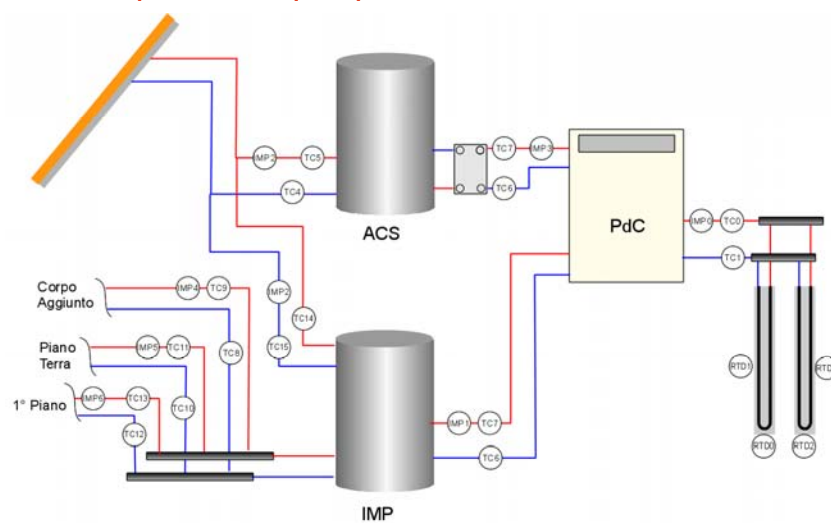 IMP2
TC5
TC7
IMP3
TC4
TC6
PdC
ACS
IMP0
TC0
TC1
Corpo
Aggiunto
IMP4
TC9
IMP2
TC14
TC8
TC15
Piano
Terra
IMP5
TC11
TC10
1° Piano
IMP6
TC13
TC12
IMP1
TC7
TC6
IMP
RTD1
RTD0
RTD2